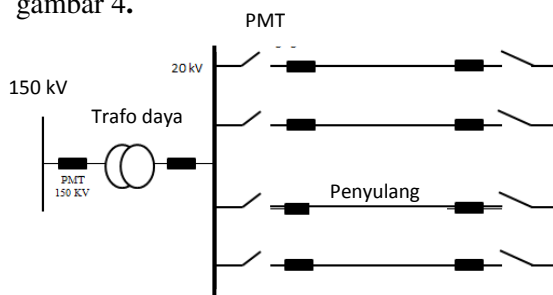 gambar 4.
PMT
20 kV
150 kV
Trafo daya
PMT
150 KV
Penyulang